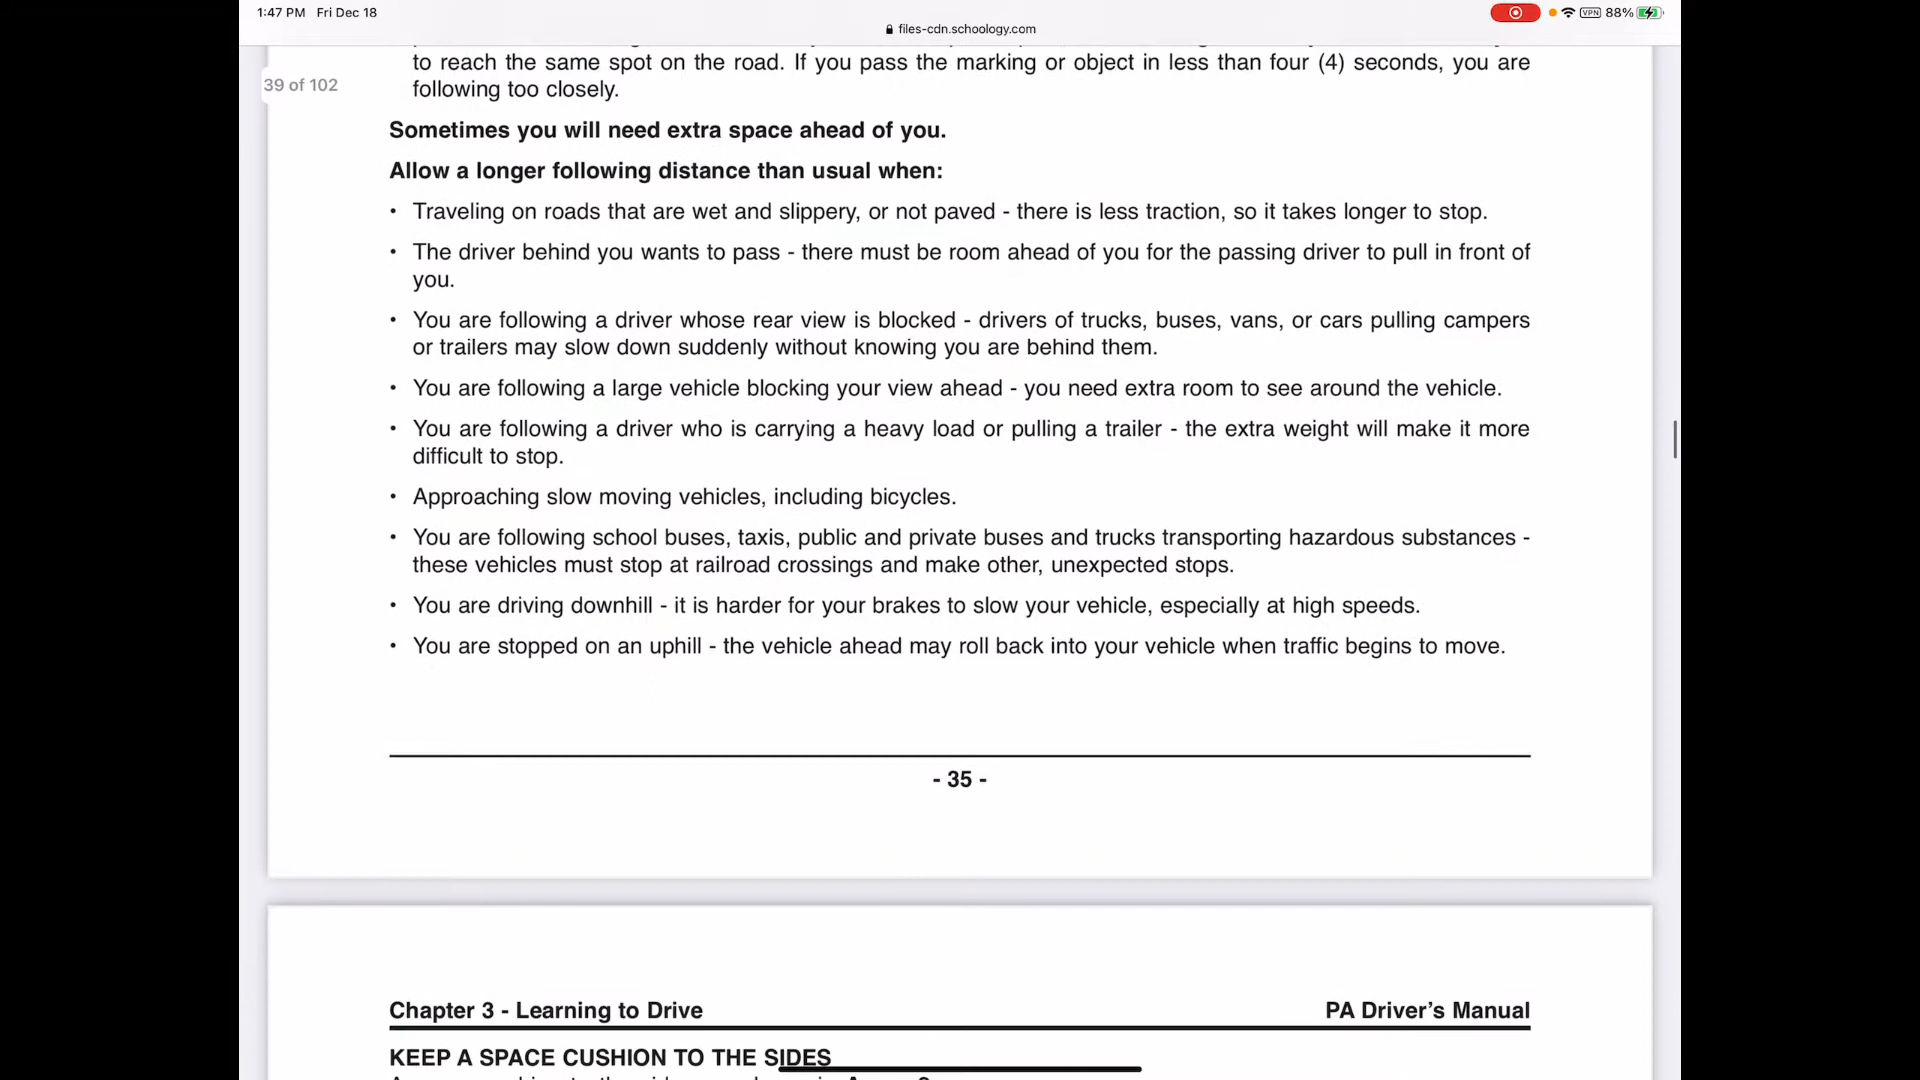 1:47 PM Fri Dec 18
VPN 88%
files-cdn.schoology.com
to reach the same spot on the road. If you pass the marking or object in less than four (4) seconds, you are
39 of 102
following too closely.
Sometimes you will need extra space ahead of you.
Allow a longer following distance than usual when:
• Traveling on roads that are wet and slippery, or not paved - there is less traction, so it takes longer to stop.
• The driver behind you wants to pass - there must be room ahead of you for the passing driver to pull in front of
you.
• You are following a driver whose rear view is blocked - drivers of trucks, buses, vans, or cars pulling campers
or trailers may slow down suddenly without knowing you are behind them.
• You are following a large vehicle blocking your view ahead - you need extra room to see around the vehicle.
• You are following a driver who is carrying a heavy load or pulling a trailer - the extra weight will make it more
difficult to stop.
• Approaching slow moving vehicles, including bicycles.
• You are following school buses, taxis, public and private buses and trucks transporting hazardous substances -
these vehicles must stop at railroad crossings and make other, unexpected stops.
• You are driving downhill - it is harder for your brakes to slow your vehicle, especially at high speeds.
• You are stopped on an uphill - the vehicle ahead may roll back into your vehicle when traffic begins to move.
- 35 -
Chapter 3 - Learning to Drive PA Driver's Manual
KEEP A SPACE CUSHION TO THE SIDES